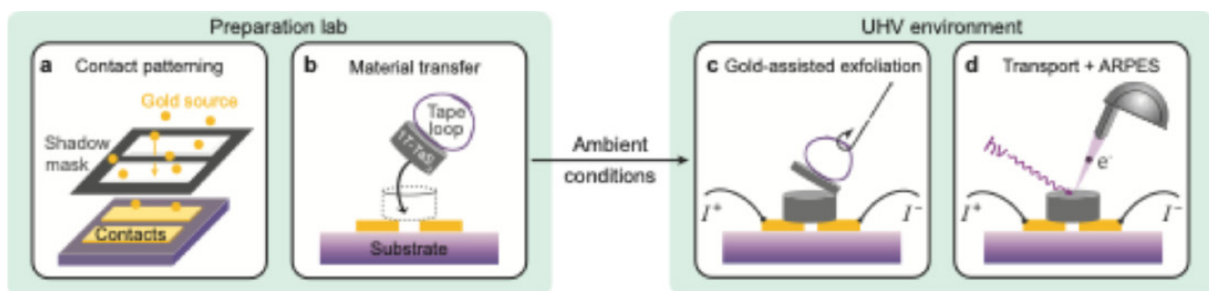 Preparation lab
a Contact patterning
Gold source
Shadow
mask
Contacts
b Material transfer
Tape
loop
1T-TaS₂
Substrate
Ambient
conditions
UHV environment
c Gold-assisted exfoliation
I⁺ I⁻
d Transport + ARPES
hν
e⁻
I⁺ I⁻